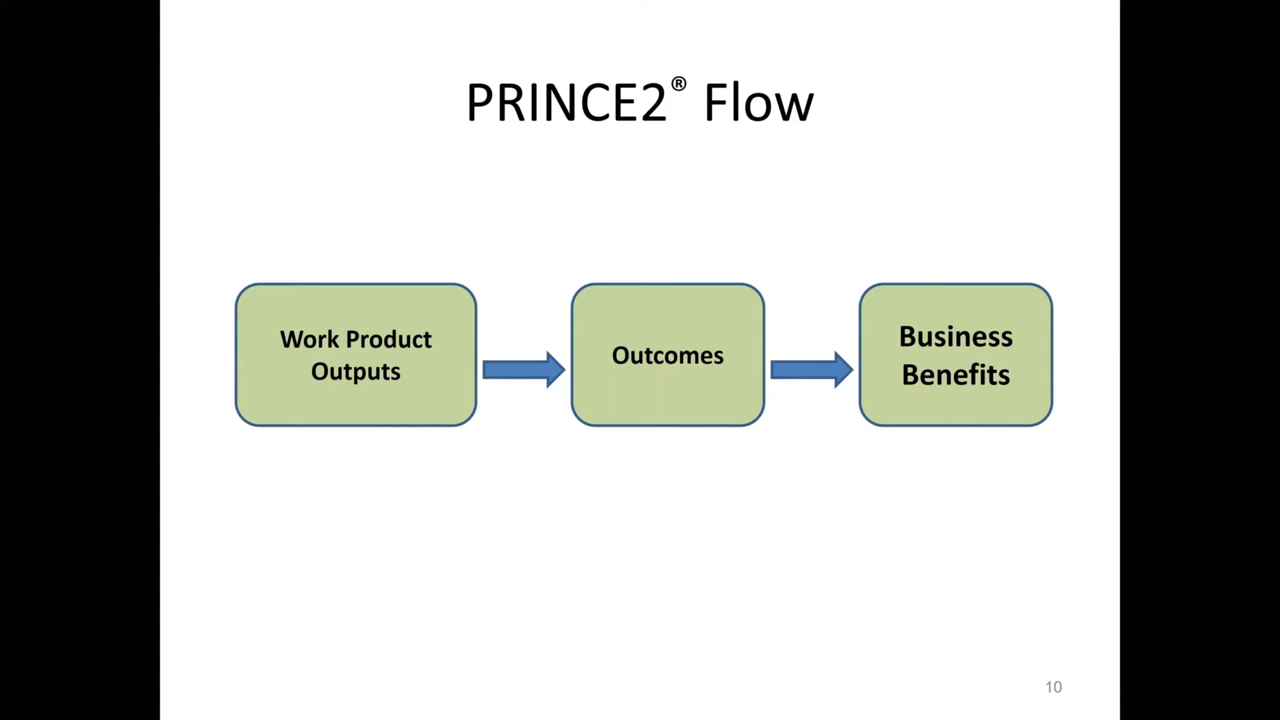 PRINCE2® Flow
Work Product
Outputs
Outcomes
Business
Benefits
10